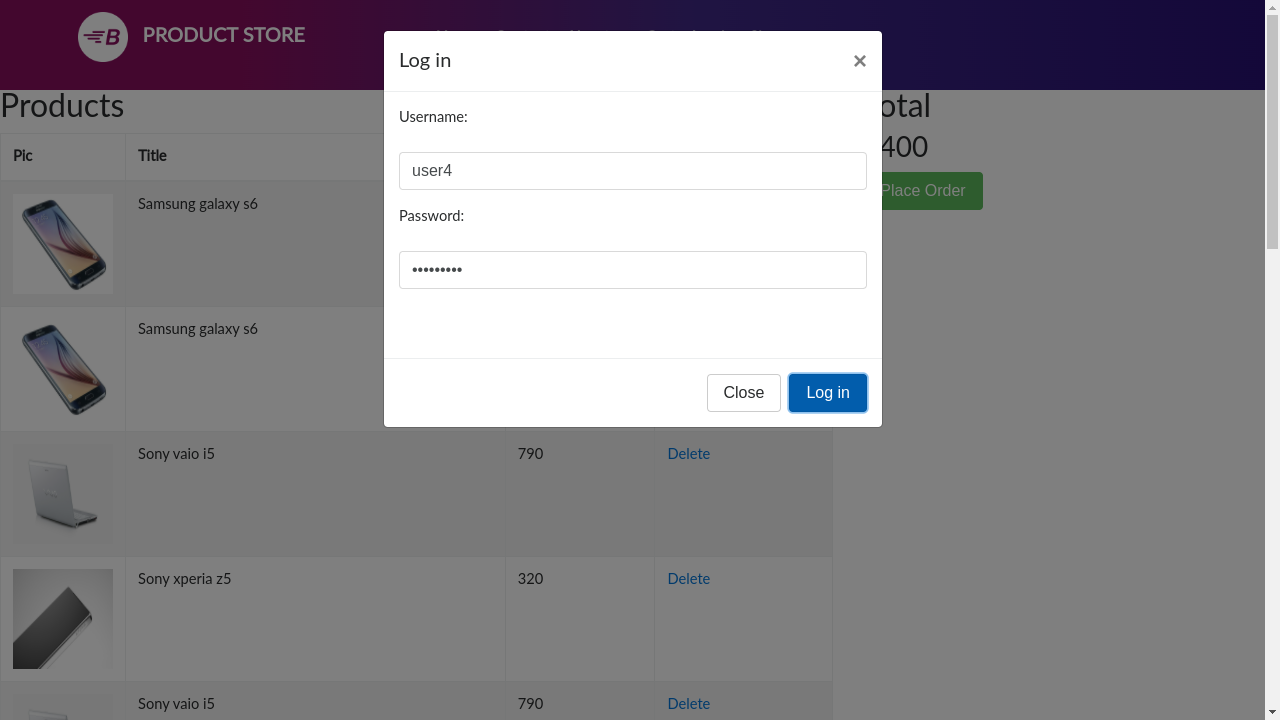 PRODUCT STORE
Log in
×
Products
otal
Username:
400
Pic
Title
user4
Place Order
Samsung galaxy s6
Password:
•••••••••
Samsung galaxy s6
Close
Log in
Sony vaio i5
790
Delete
Sony xperia z5
320
Delete
Sony vaio i5
790
Delete